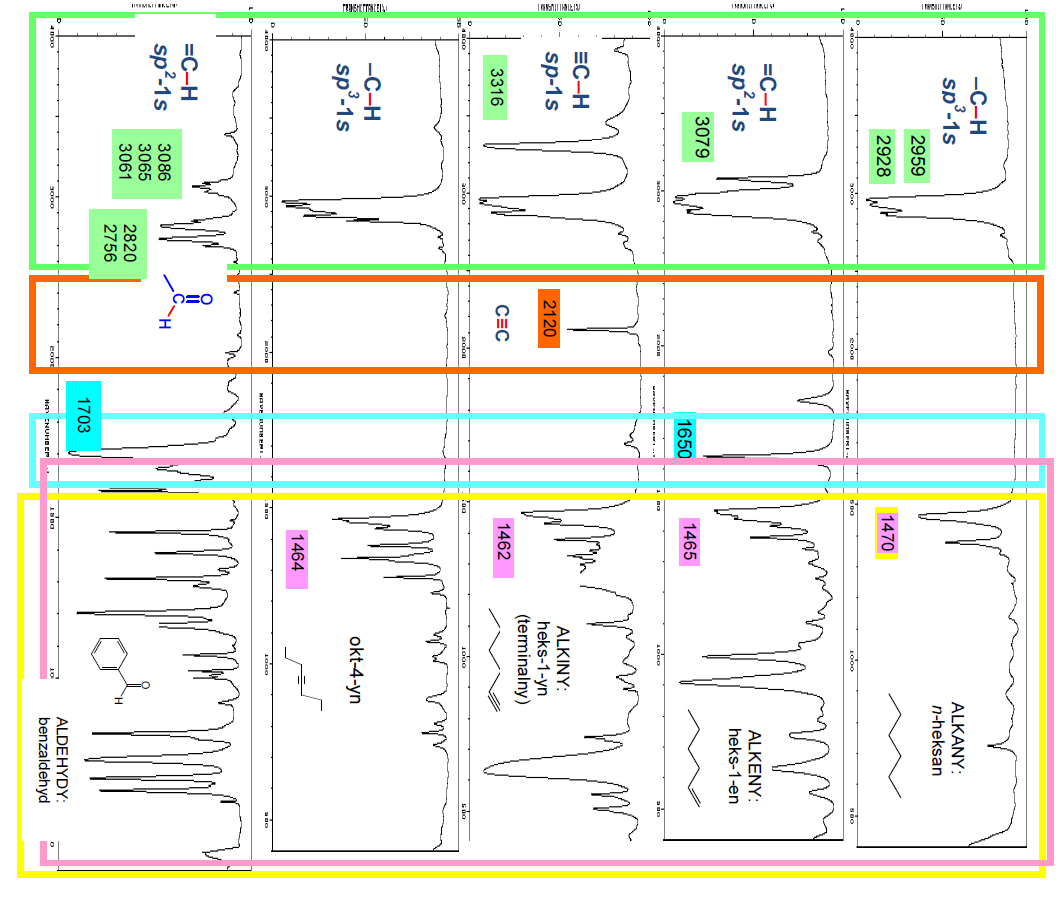 –C–H
sp³-1s
2959
2928
1470
ALKANY:
n-heksan
=C–H
sp²-1s
3079
1650
1465
ALKENY:
heks-1-en
≡C–H
sp-1s
3316
2120
C≡C
1462
ALKINY:
heks-1-yn
(terminalny)
–C–H
sp³-1s
1464
okt-4-yn
=C–H
sp²-1s
3086
3065
3061
2820
2756
O
C
H
1703
O
H
ALDEHYDY:
benzaldehyd